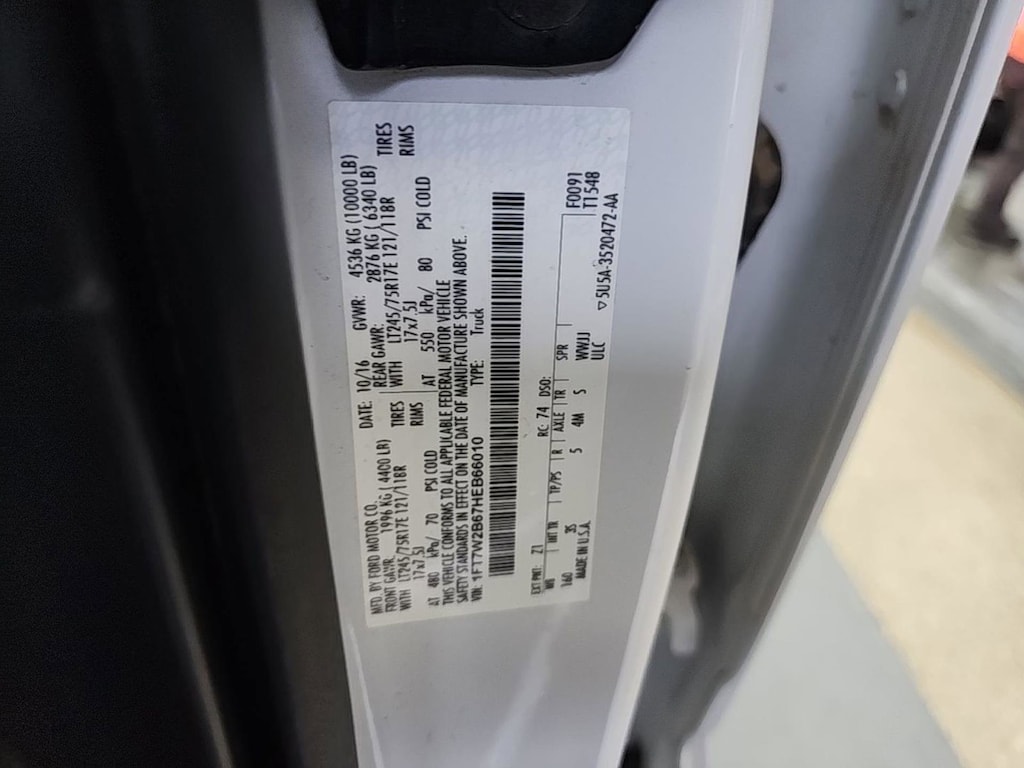 MFD. BY FORD MOTOR CO.
DATE: 10/16 GVWR: 4536 KG (10000 LB)
FRONT GAWR: 1996 KG (4400 LB) REAR GAWR: 2876 KG (6340 LB)
WITH LT245/75R17E 121/118R TIRES WITH LT245/75R17E 121/118R TIRES
17x7.5J RIMS 17x7.5J RIMS
AT 480 kPa/ 70 PSI COLD AT 550 kPa/ 80 PSI COLD
THIS VEHICLE CONFORMS TO ALL APPLICABLE FEDERAL MOTOR VEHICLE
SAFETY STANDARDS IN EFFECT ON THE DATE OF MANUFACTURE SHOWN ABOVE.
VIN: 1FT7W2B67HEB66010 TYPE: Truck
EXT PNT: Z1 RC: 74 DSO: F0091
WB INT TR TP/PS R AXLE TR SPR T1548
160 3S 5 4M S WWJJ
MADE IN U.S.A. ULC ▽5U5A-3520472-AA